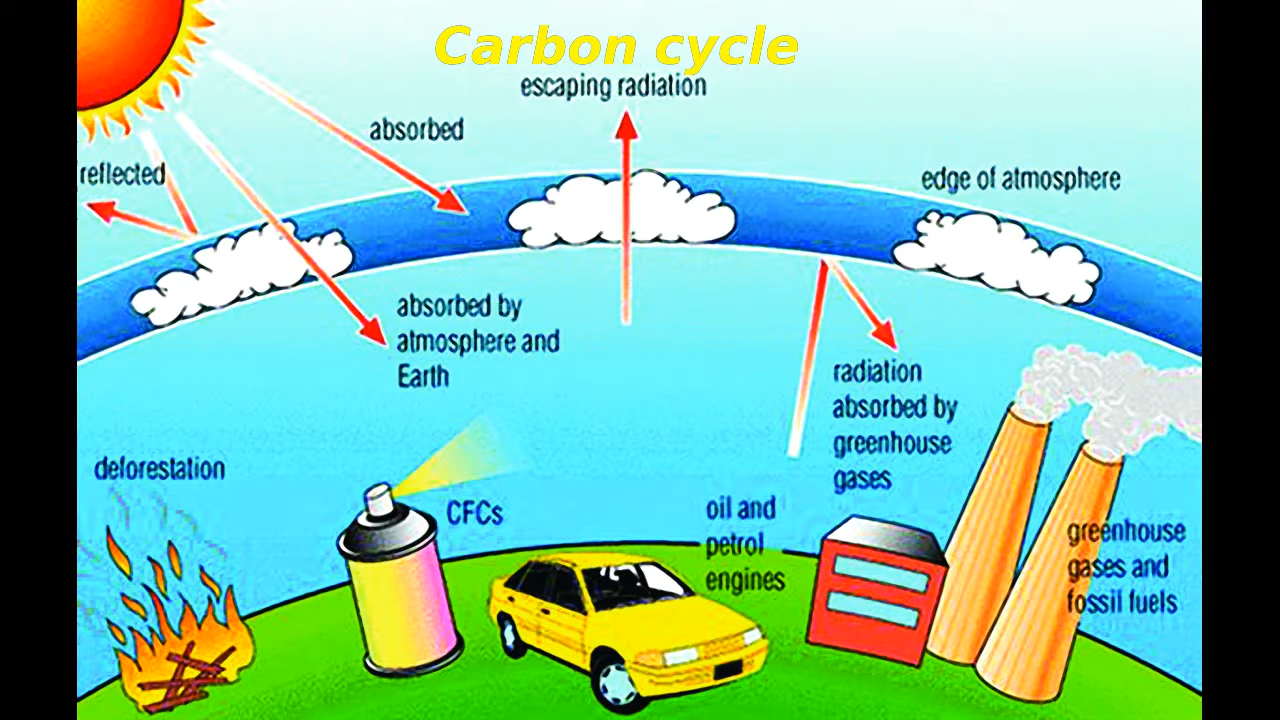 Carbon cycle
escaping radiation
absorbed
reflected
edge of atmosphere
absorbed by
atmosphere and
Earth
radiation
absorbed by
greenhouse
gases
deforestation
CFCs
oil and
petrol
engines
greenhouse
gases and
fossil fuels